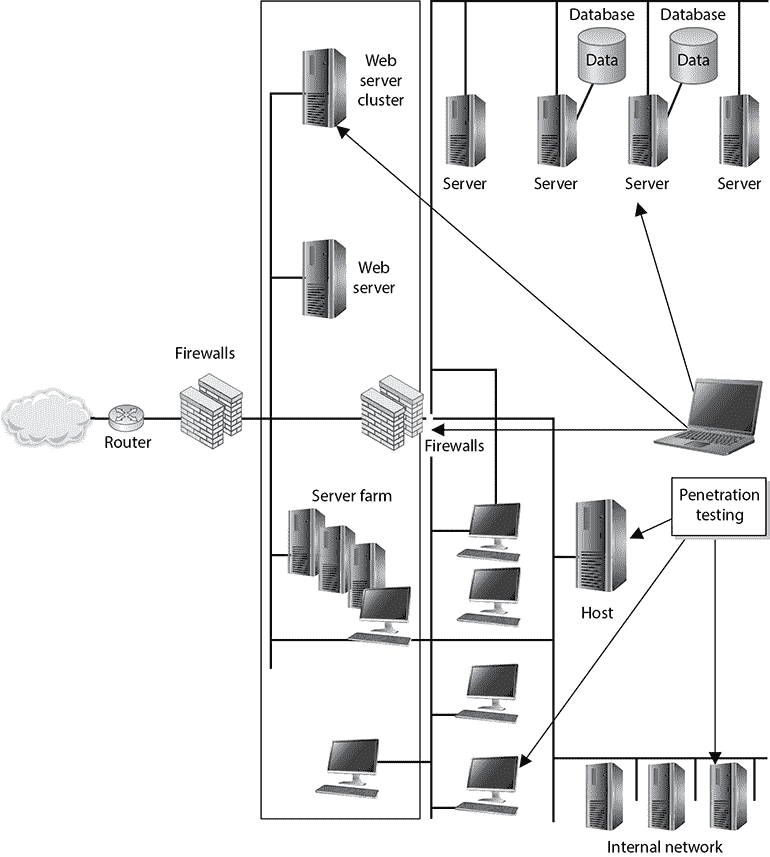 Database
Database
Data
Data
Web
server
cluster
Server
Server
Server
Server
Web
server
Firewalls
Router
Firewalls
Server farm
Penetration
testing
Host
Internal network